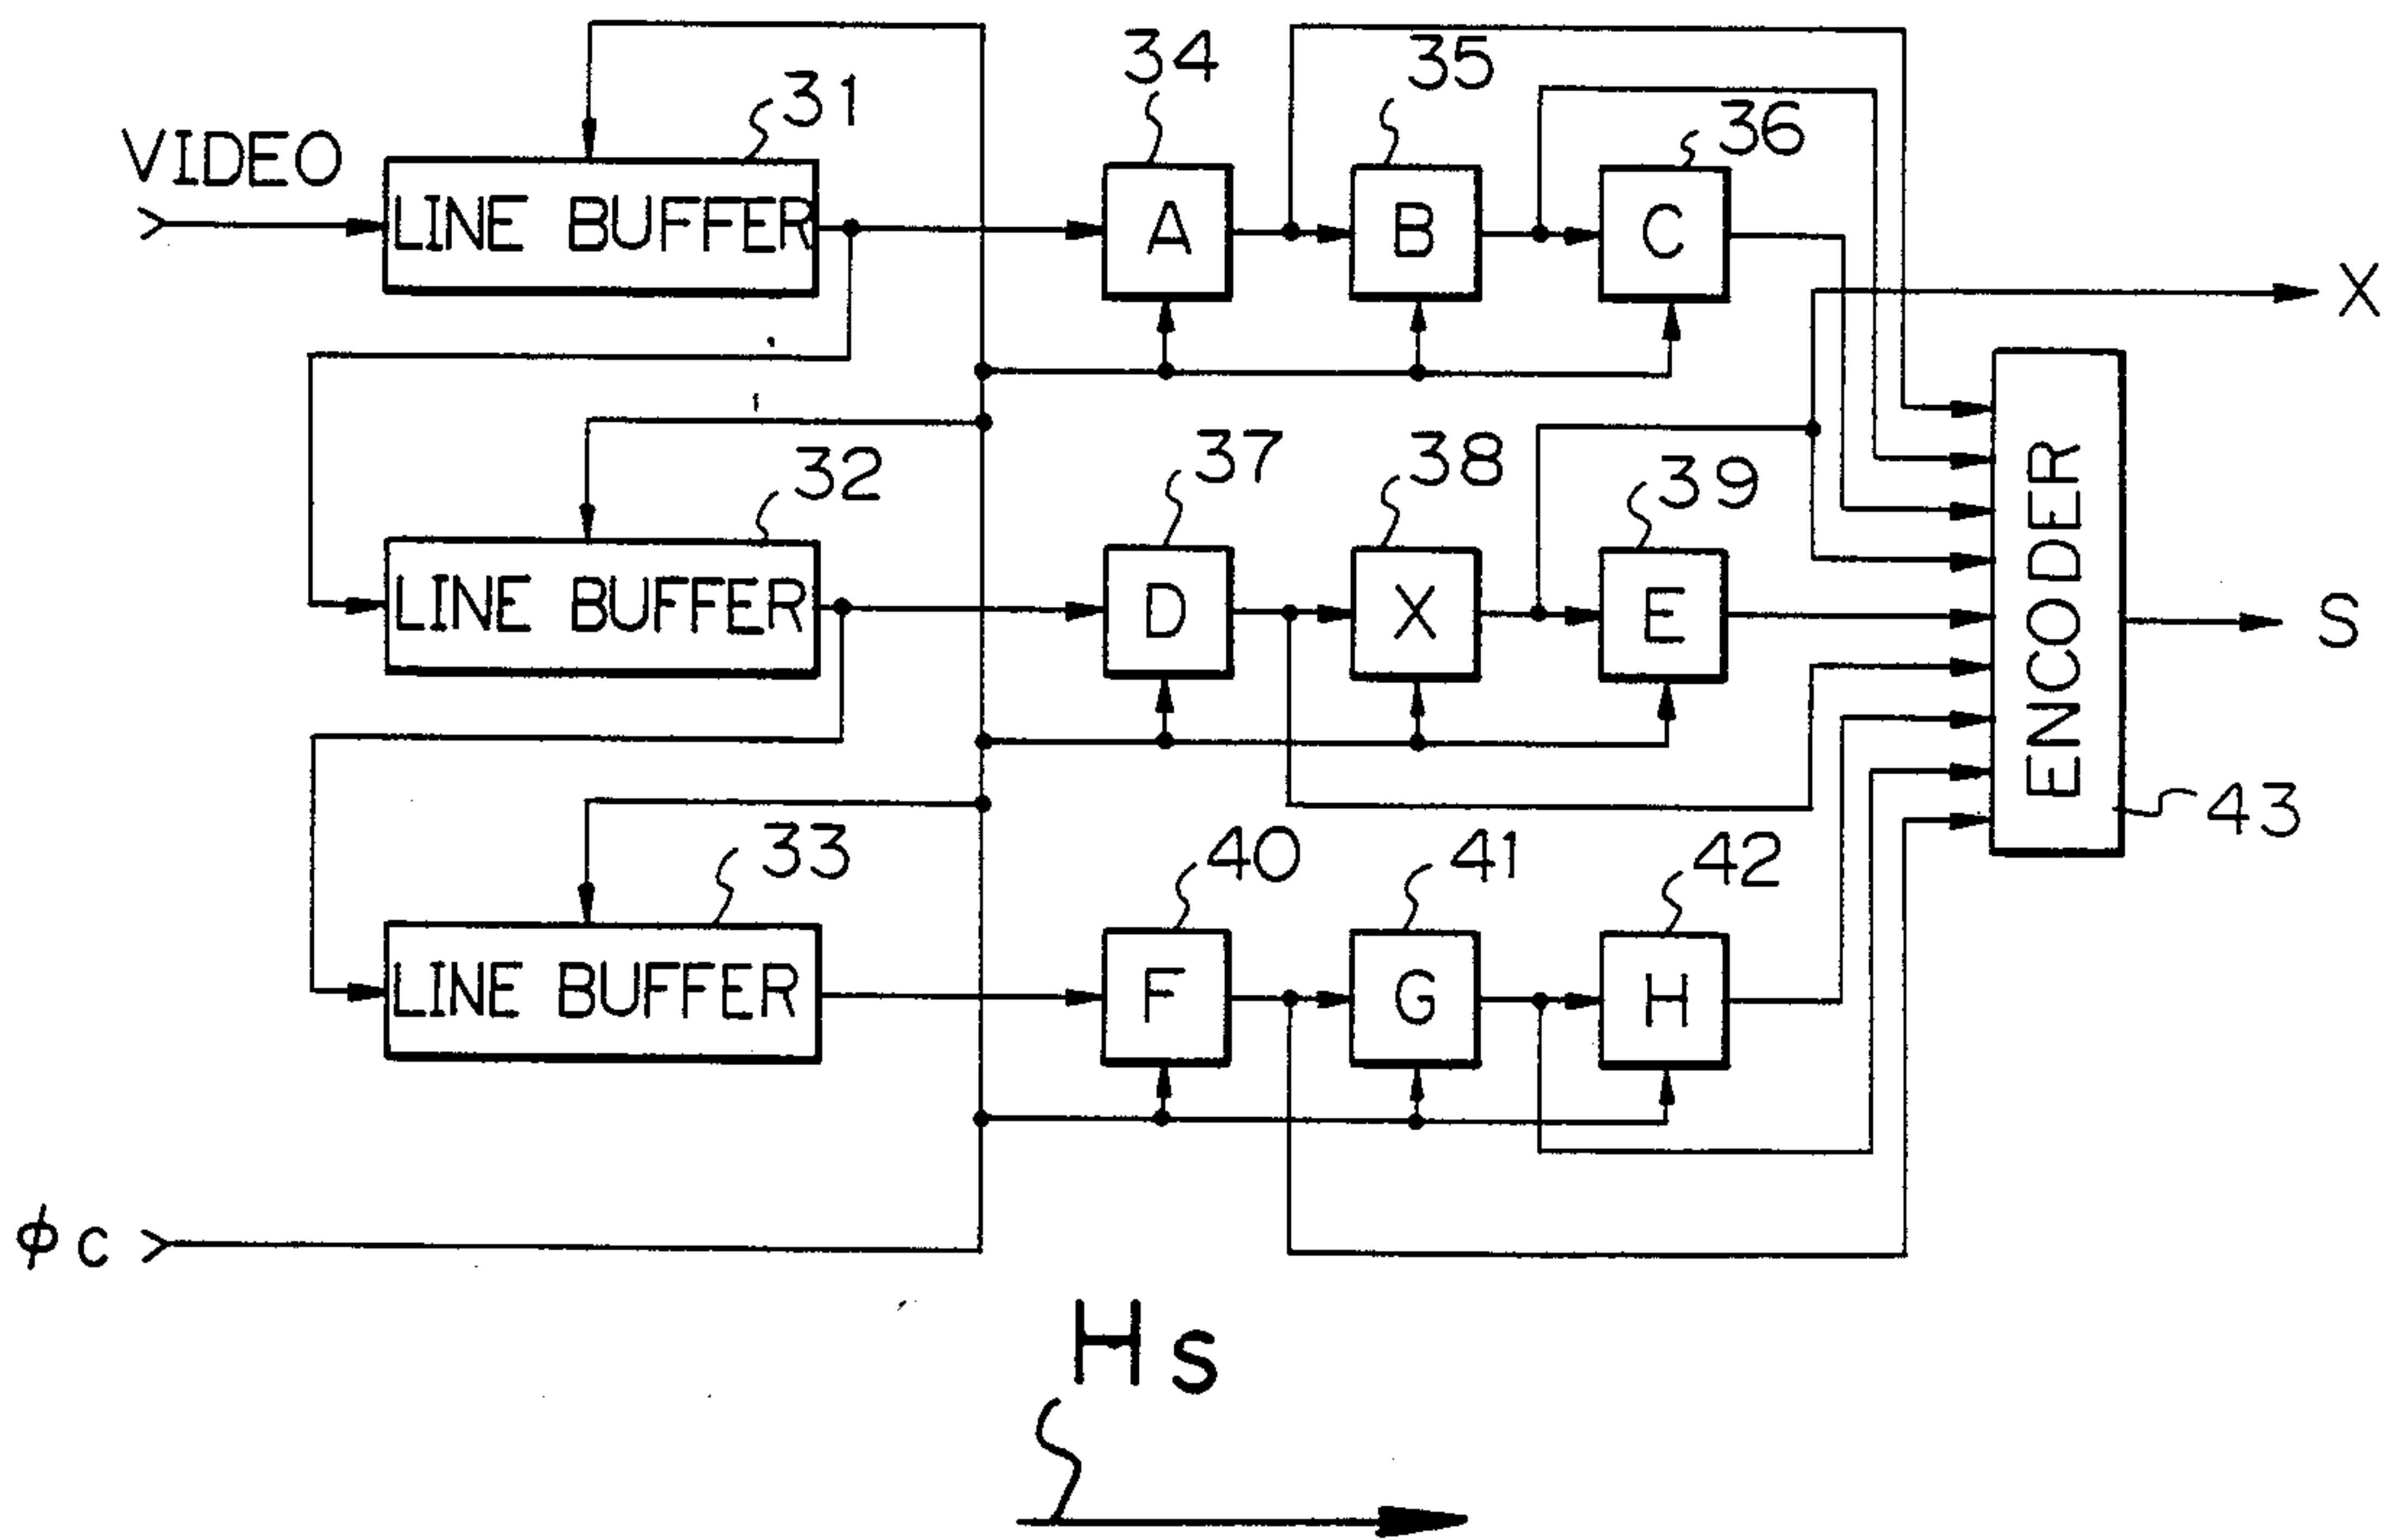 VIDEO
31
LINE BUFFER
34
A
35
B
36
C
X
32
LINE BUFFER
37
D
38
X
39
E
ENCODER
S
43
33
LINE BUFFER
40
F
41
G
42
H
φc
Hs